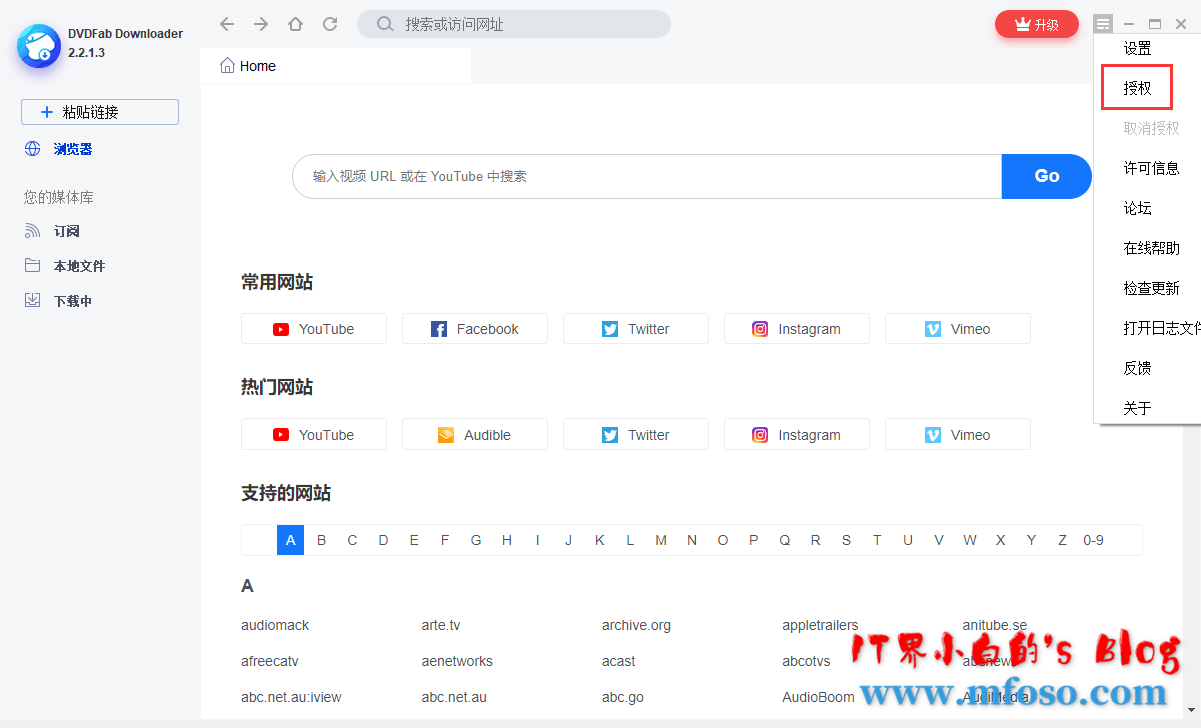 DVDFab Downloader
2.2.1.3
搜索或访问网址
升级
Home
粘贴链接
浏览器
您的媒体库
订阅
本地文件
下载中
设置
授权
取消授权
许可信息
论坛
在线帮助
检查更新
打开日志文件
反馈
关于
输入视频 URL 或在 YouTube 中搜索
Go
常用网站
YouTube Facebook Twitter Instagram Vimeo
热门网站
YouTube Audible Twitter Instagram Vimeo
支持的网站
A B C D E F G H I J K L M N O P Q R S T U V W X Y Z 0-9
A
audiomack arte.tv archive.org appletrailers anitube.se
afreecatv aenetworks acast abcotvs abcnews
abc.net.au:iview abc.net.au abc.go AudioBoom AudiMedia
IT界小白的's Blog
www.mfoso.com